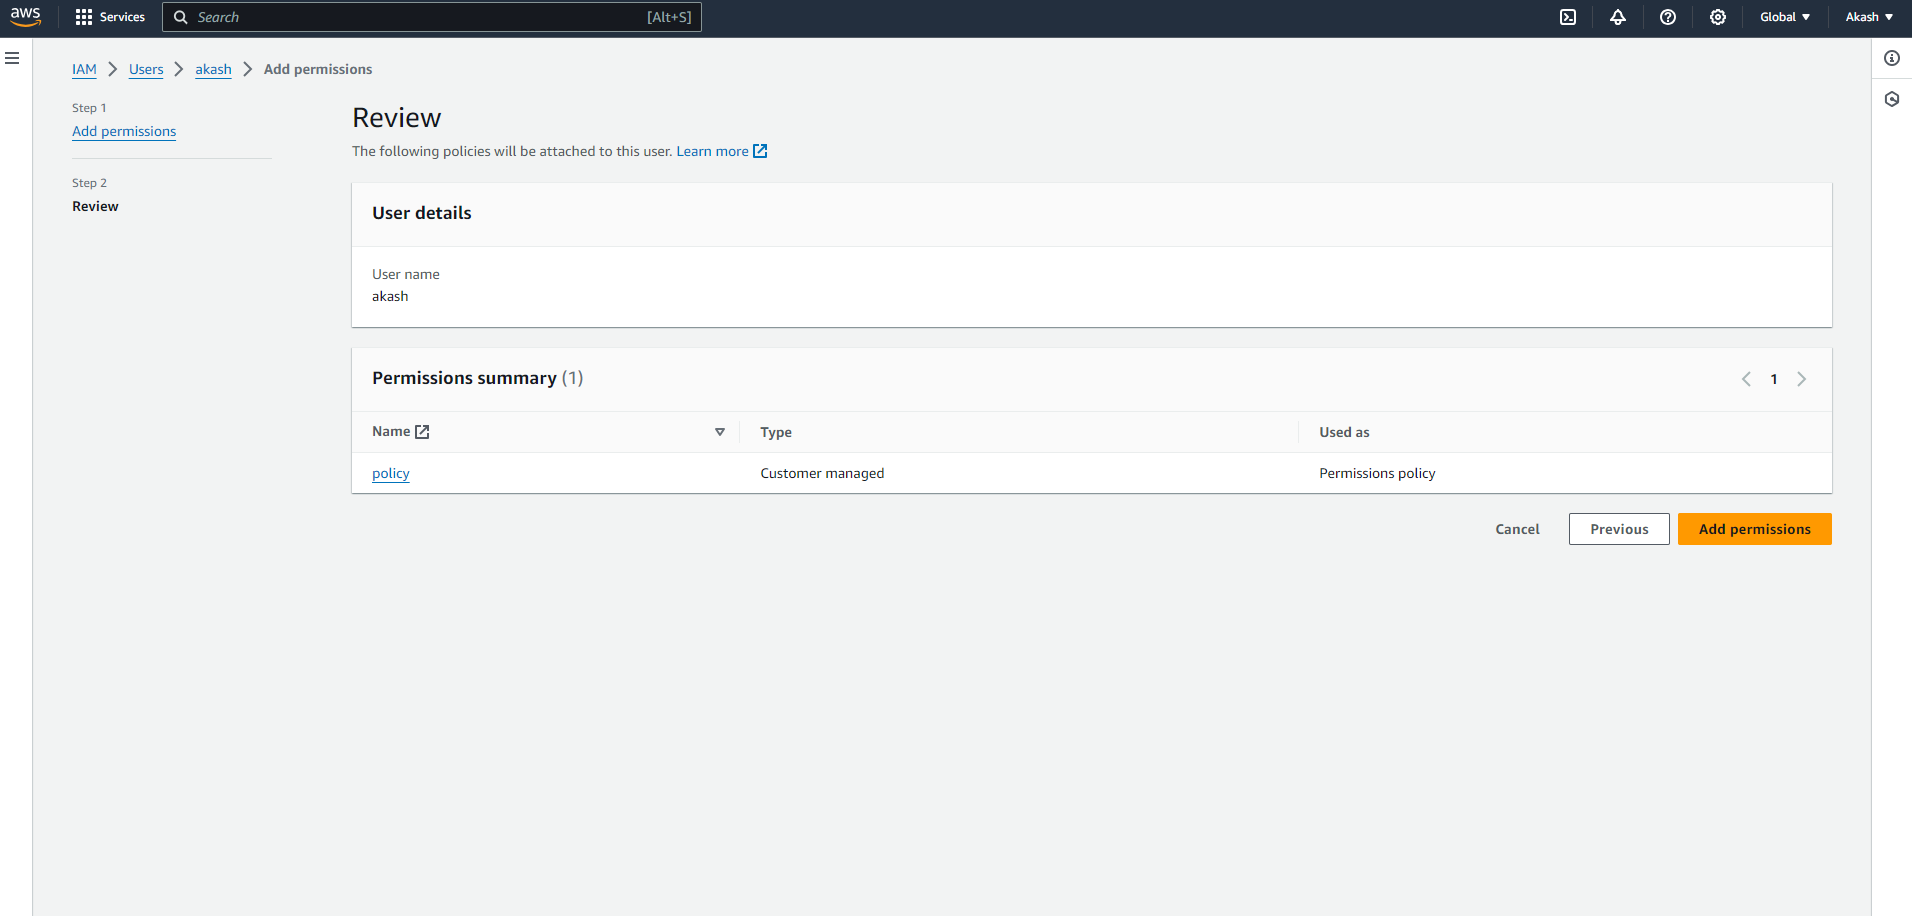 aws Services Search [Alt+S] Global Akash
IAM Users akash Add permissions
Step 1
Add permissions
Step 2
Review
Review
The following policies will be attached to this user. Learn more
User details
User name
akash
Permissions summary (1) 1
Name Type Used as
policy Customer managed Permissions policy
Cancel Previous Add permissions